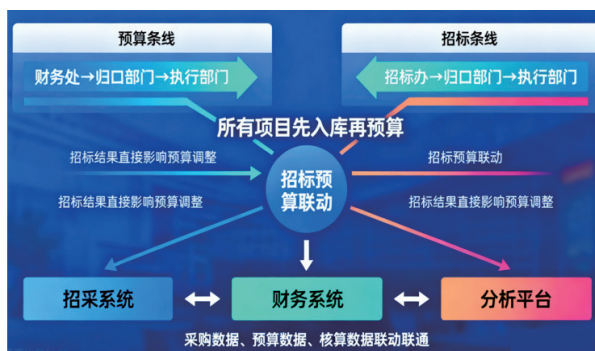 预算条线
招标条线
财务处→归口部门→执行部门
招标办→归口部门→执行部门
所有项目先入库再预算
招标结果直接影响预算调整
招标预
算联动
招标预算联动
招标结果直接影响预算调整
招标结果直接影响预算调整
招采系统
财务系统
分析平台
采购数据、预算数据、核算数据联动联通